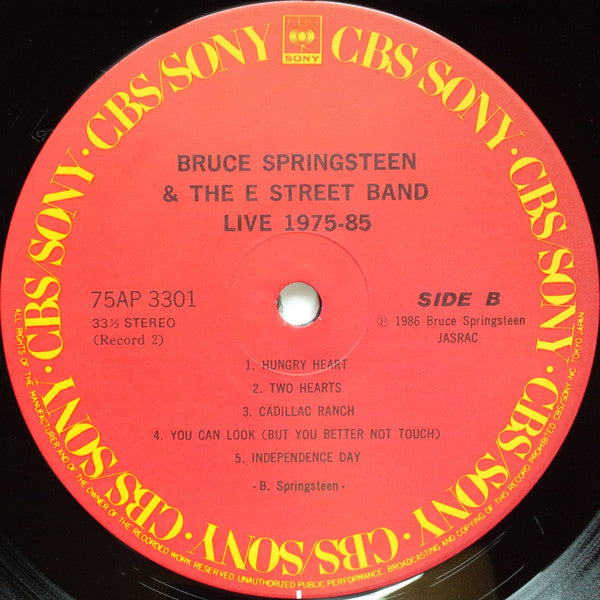 CBS/SONY · CBS/SONY · CBS/SONY · CBS/SONY · CBS/SONY · CBS/SONY · CBS/SONY · CBS/SONY
CBS
SONY
BRUCE SPRINGSTEEN
& THE E STREET BAND
LIVE 1975-85
75AP 3301
33⅓ STEREO
(Record 2)
SIDE B
Ⓟ 1986 Bruce Springsteen
JASRAC
1. HUNGRY HEART
2. TWO HEARTS
3. CADILLAC RANCH
4. YOU CAN LOOK (BUT YOU BETTER NOT TOUCH)
5. INDEPENDENCE DAY
- B. Springsteen -
ALL RIGHTS OF THE MANUFACTURER AND OF THE OWNER OF THE RECORDED WORK RESERVED. UNAUTHORIZED PUBLIC PERFORMANCE, BROADCASTING AND COPYING OF THIS RECORD PROHIBITED. CBS/SONY INC. TOKYO JAPAN